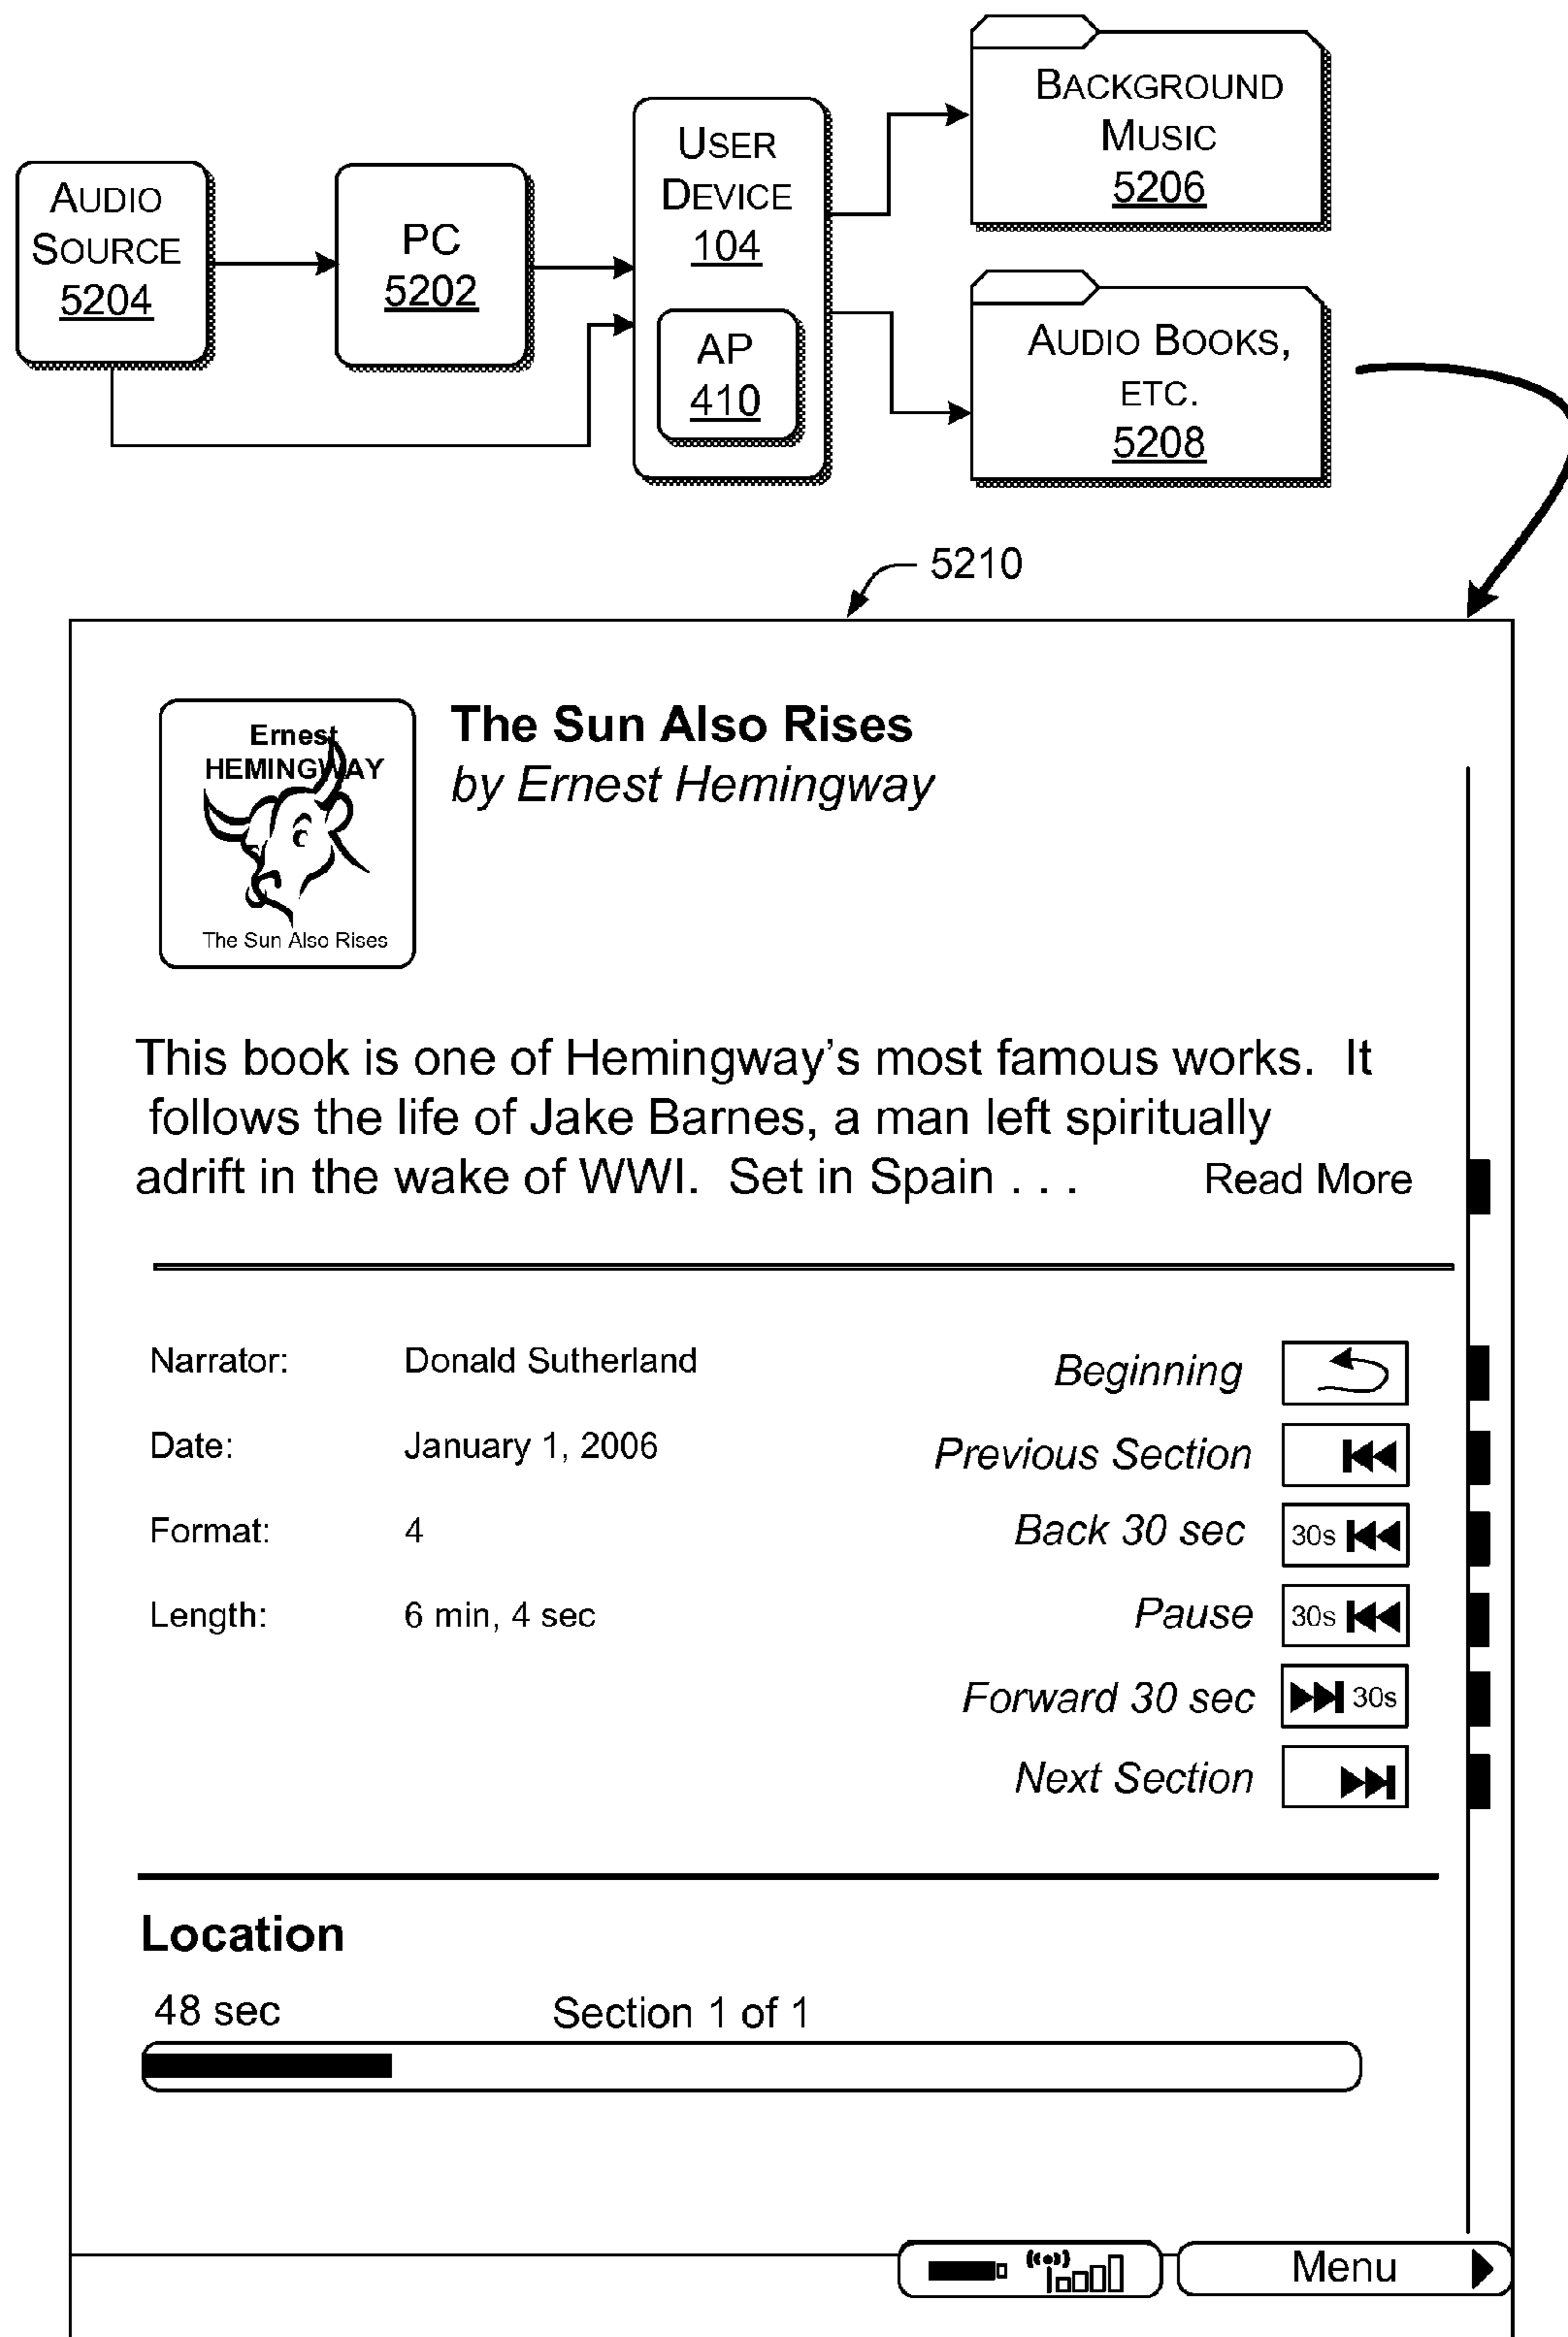 AUDIO
SOURCE
5204
PC
5202
USER
DEVICE
104
AP
410
BACKGROUND
MUSIC
5206
AUDIO BOOKS,
ETC.
5208
5210
Ernest
HEMINGWAY
The Sun Also Rises
The Sun Also Rises
by Ernest Hemingway
This book is one of Hemingway's most famous works. It
follows the life of Jake Barnes, a man left spiritually
adrift in the wake of WWI. Set in Spain . . . Read More
Narrator: Donald Sutherland
Date: January 1, 2006
Format: 4
Length: 6 min, 4 sec
Beginning
Previous Section
Back 30 sec 30s
Pause 30s
Forward 30 sec 30s
Next Section
Location
48 sec Section 1 of 1
Menu